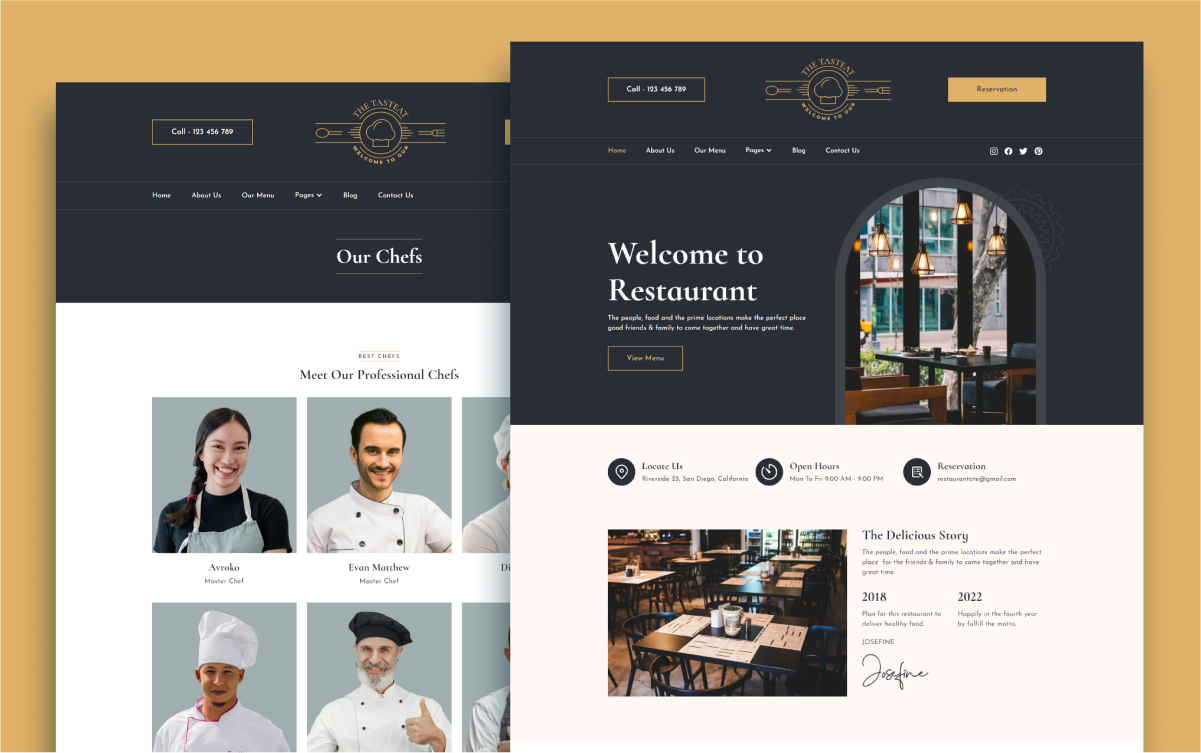 Call - 123 456 789
THE TASTEAT
WELCOME TO OUR
Home
About Us
Our Menu
Pages
Blog
Contact Us
Our Chefs
BEST CHEFS
Meet Our Professional Chefs
Avroko
Master Chef
Evan Matthew
Master Chef
Di
Call - 123 456 789
THE TASTEAT
WELCOME TO OUR
Reservation
Home
About Us
Our Menu
Pages
Blog
Contact Us
Welcome to
Restaurant
The people, food and the prime locations make the perfect place
good friends & family to come together and have great time.
View Menu
Locate Us
Riverside 25, San Diego, California
Open Hours
Mon To Fri 9.00 AM - 9:00 PM
Reservation
restaurantate@gmail.com
The Delicious Story
The people, food and the prime locations make the perfect
place for the friends & family to come together and have
great time.
2018
Plan for this restaurant to
deliver healthy food.
2022
Happily in the fourth year
by fulfill the motto.
JOSEFINE
Josefine